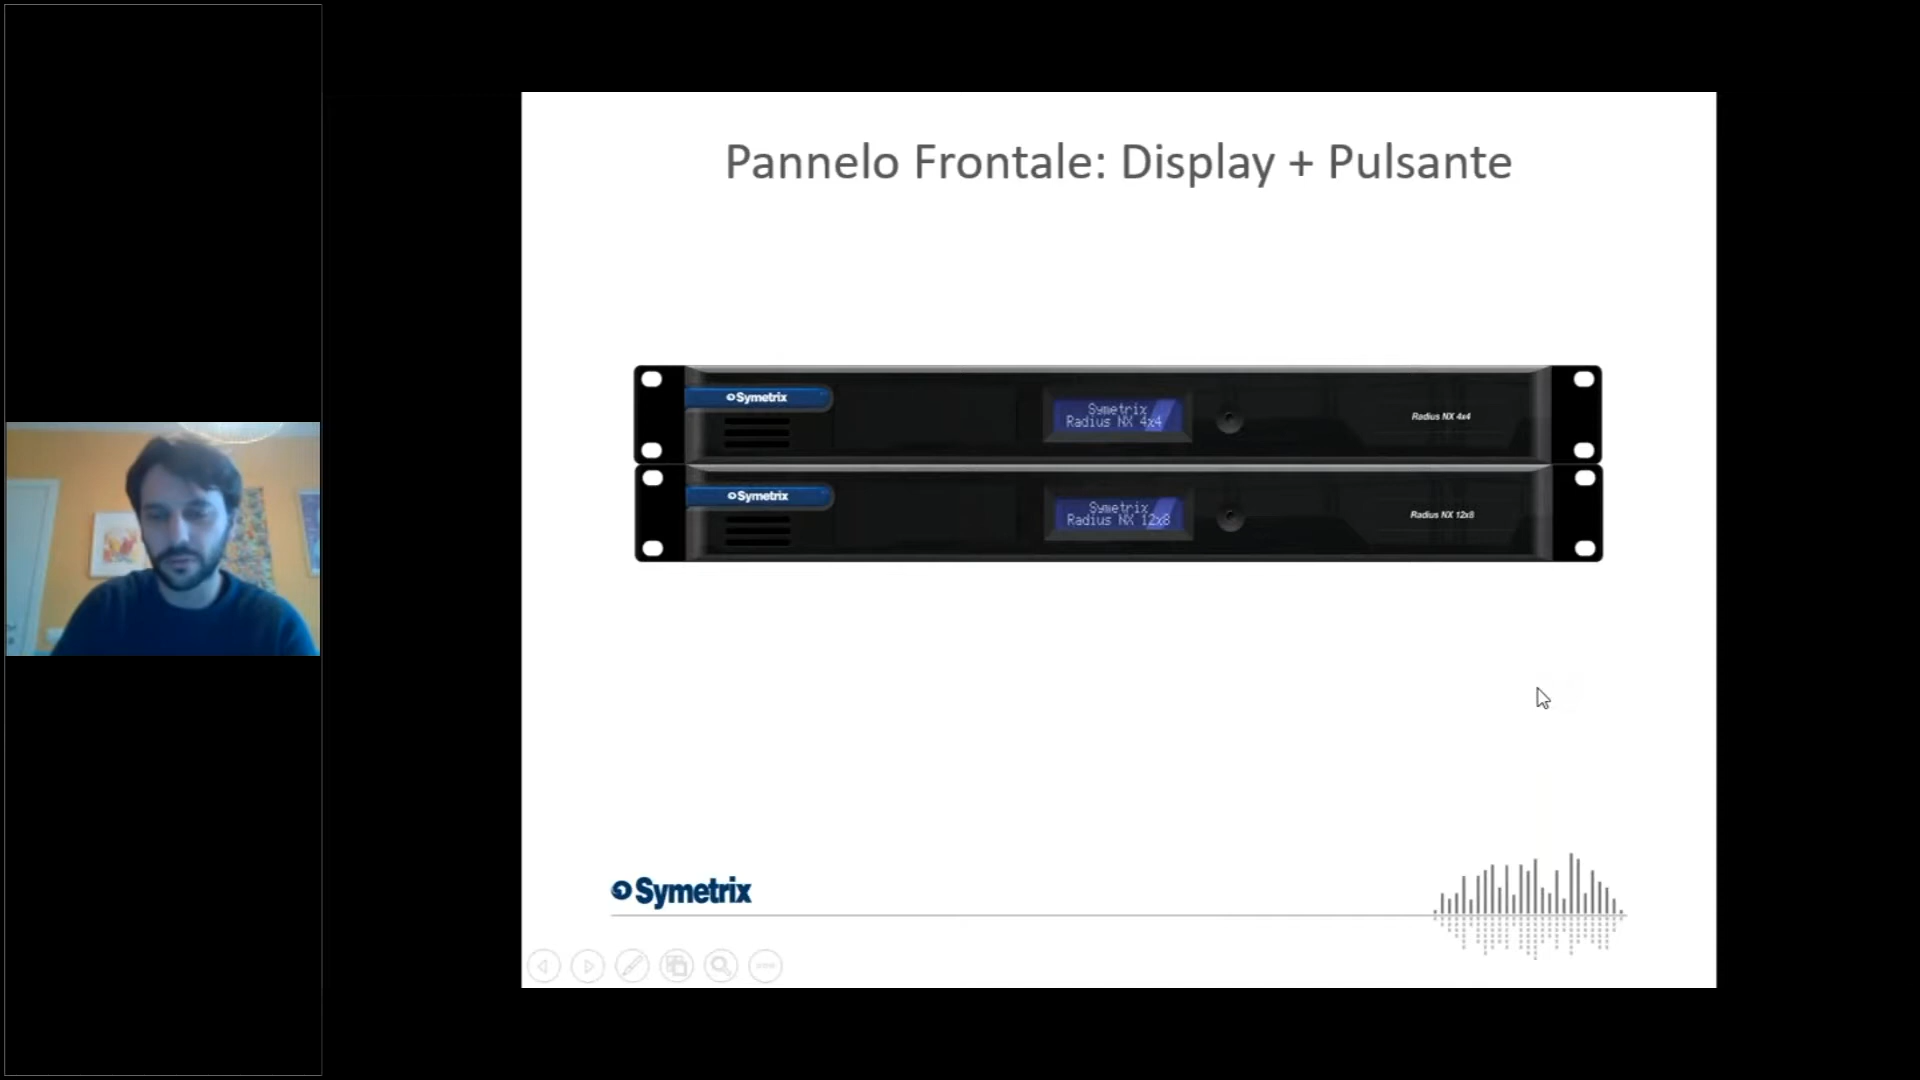 Pannelo Frontale: Display + Pulsante
Symetrix
Symetrix
Radius NX 4x4
Radius NX 4x4
Symetrix
Symetrix
Radius NX 12x8
Radius NX 12x8
Symetrix